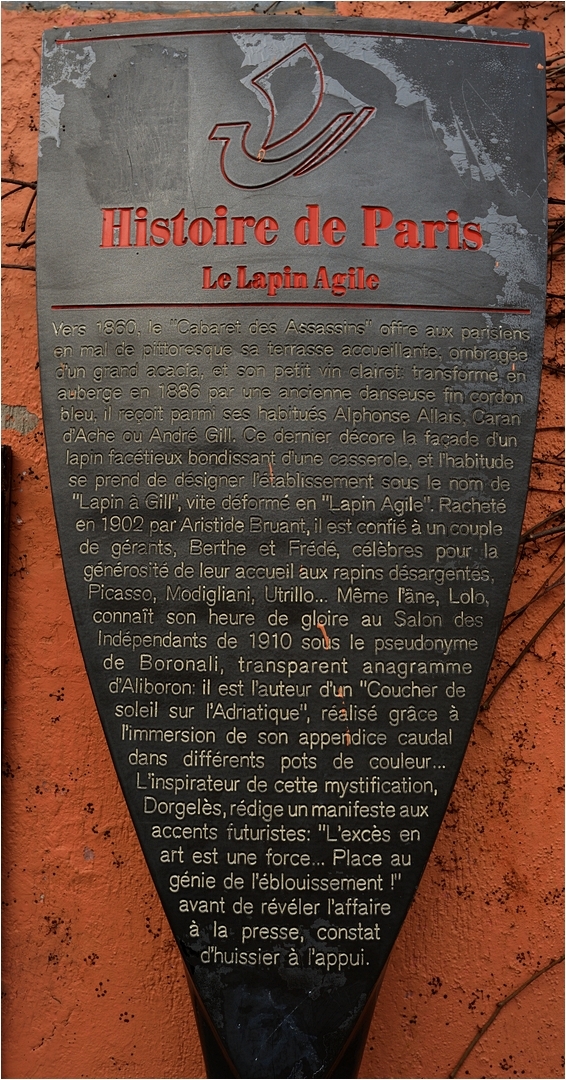 Histoire de Paris
Le Lapin Agile
Vers 1860, le "Cabaret des Assassins" offre aux parisiens
en mal de pittoresque sa terrasse accueillante, ombragée
d'un grand acacia, et son petit vin clairet: transformé en
auberge en 1886 par une ancienne danseuse fin cordon
bleu, il reçoit parmi ses habitués Alphonse Allais, Caran
d'Ache ou André Gill. Ce dernier décore la façade d'un
lapin facétieux bondissant d'une casserole, et l'habitude
se prend de désigner l'établissement sous le nom de
"Lapin à Gill", vite déformé en "Lapin Agile". Racheté
en 1902 par Aristide Bruant, il est confié à un couple
de gérants, Berthe et Frédé, célèbres pour la
générosité de leur accueil aux rapins désargentés,
Picasso, Modigliani, Utrillo... Même l'âne, Lolo,
connaît son heure de gloire au Salon des
Indépendants de 1910 sous le pseudonyme
de Boronali, transparent anagramme
d'Aliboron: il est l'auteur d'un "Coucher de
soleil sur l'Adriatique", réalisé grâce à
l'immersion de son appendice caudal
dans différents pots de couleur...
L'inspirateur de cette mystification,
Dorgelès, rédige un manifeste aux
accents futuristes: "L'excès en
art est une force... Place au
génie de l'éblouissement !"
avant de révéler l'affaire
à la presse, constat
d'huissier à l'appui.